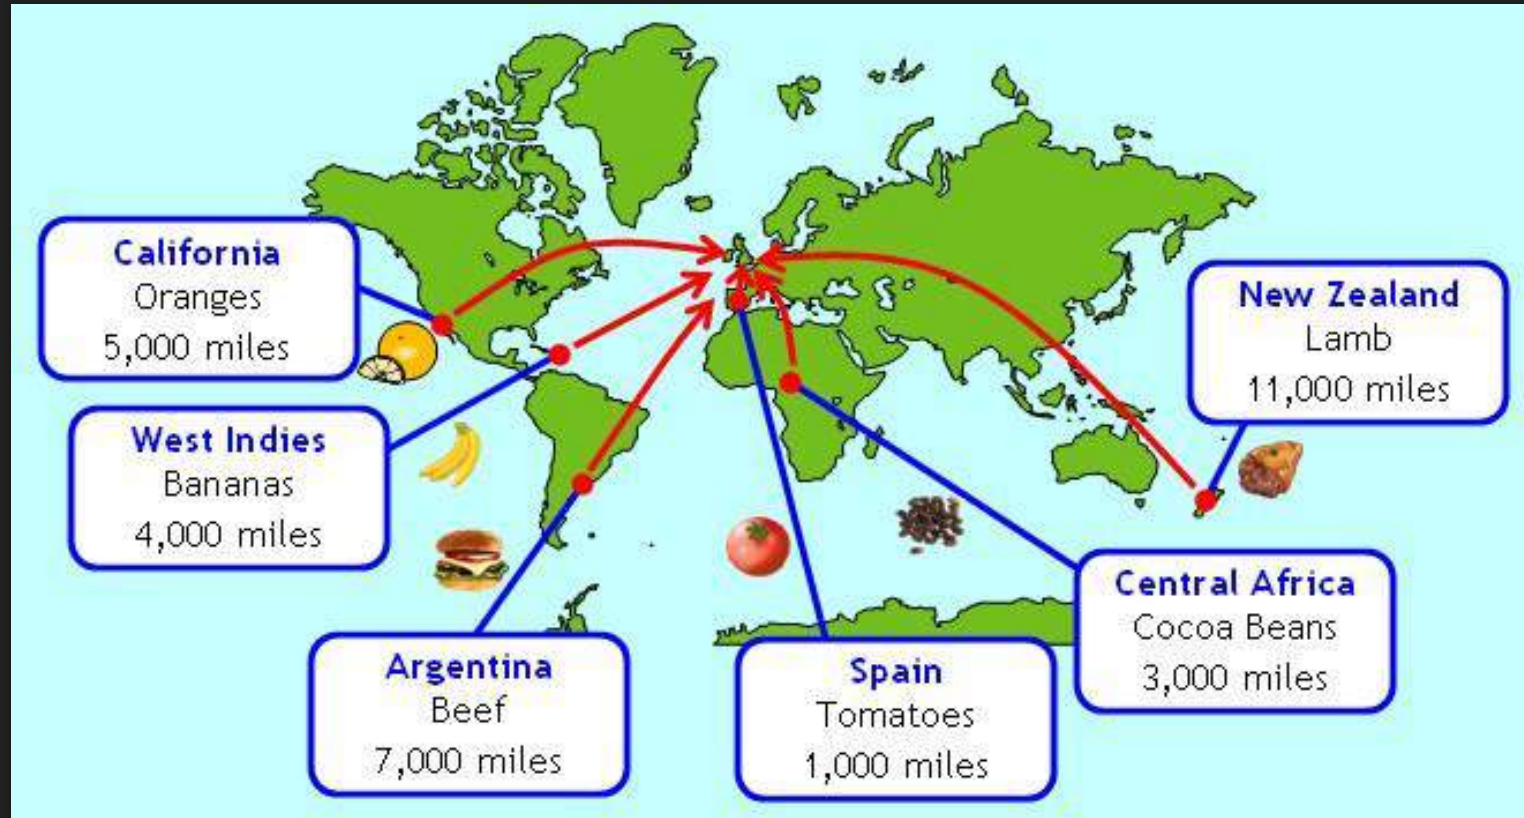 California
Oranges
5,000 miles
West Indies
Bananas
4,000 miles
Argentina
Beef
7,000 miles
Spain
Tomatoes
1,000 miles
Central Africa
Cocoa Beans
3,000 miles
New Zealand
Lamb
11,000 miles